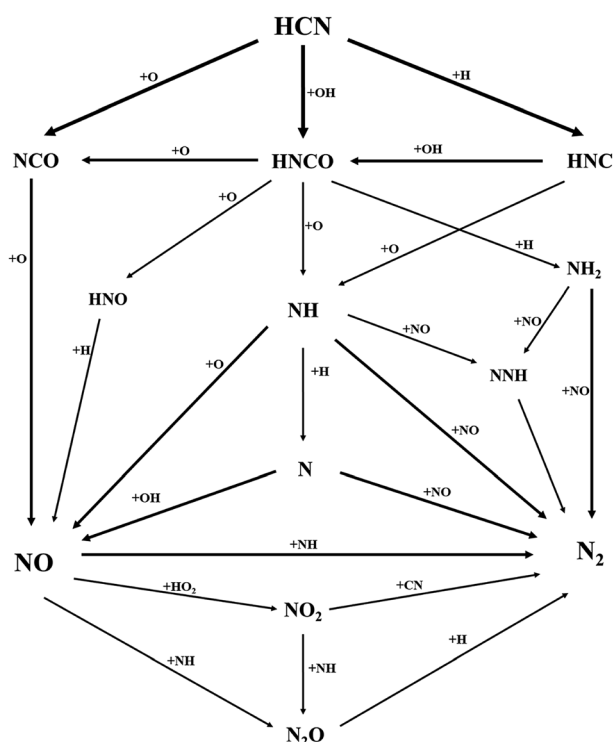 HCN
+O
+OH
+H
NCO
+O
HNCO
+OH
HNC
+O
+O
+O
+H
+O
NH₂
HNO
NH
+NO
+NO
+H
+O
+H
NNH
+NO
+NO
+OH
N
+NO
NO
+NH
N₂
+HO₂
NO₂
+CN
+NH
+NH
+H
N₂O